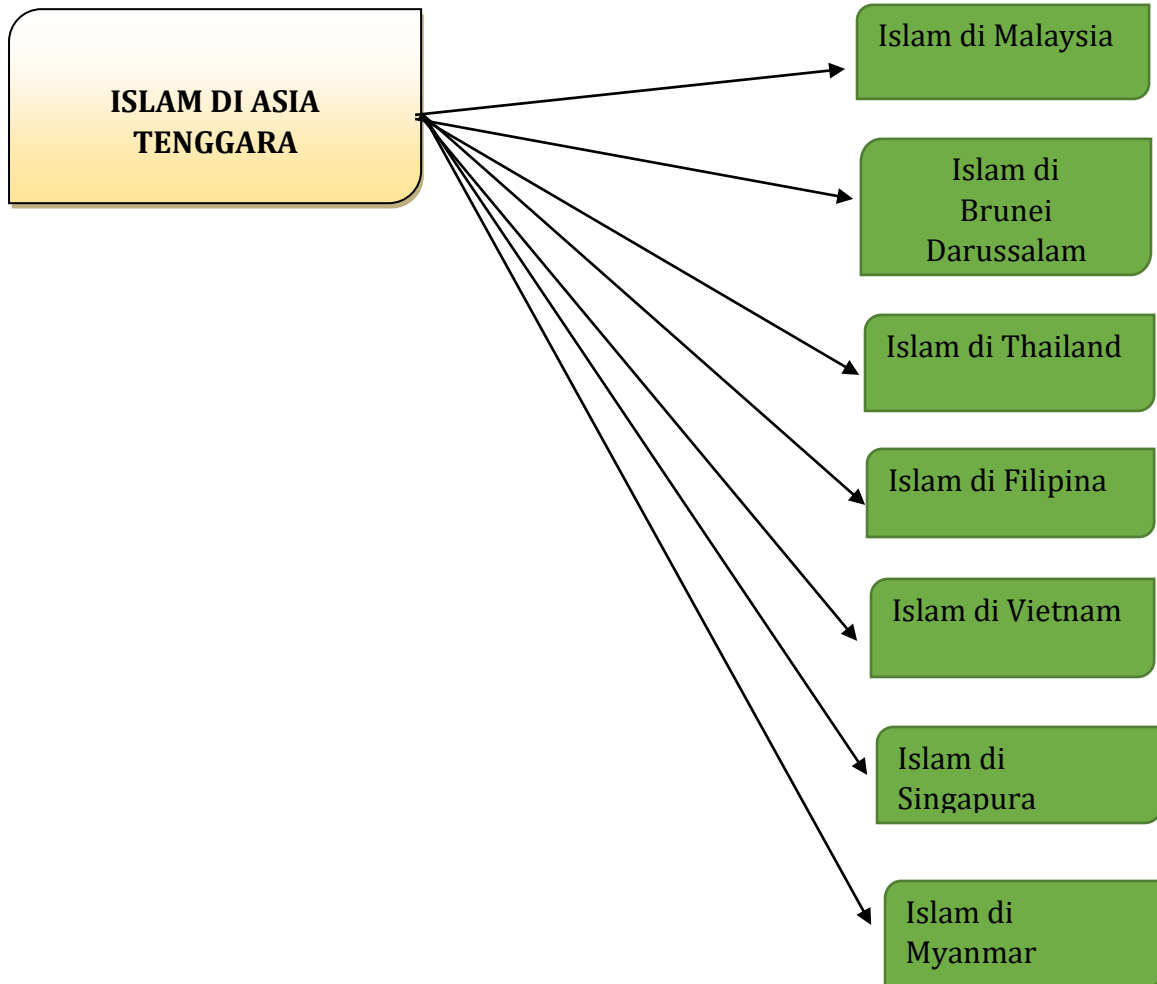 ISLAM DI ASIA
TENGGARA
Islam di Malaysia
Islam di
Brunei
Darussalam
Islam di Thailand
Islam di Filipina
Islam di Vietnam
Islam di
Singapura
Islam di
Myanmar